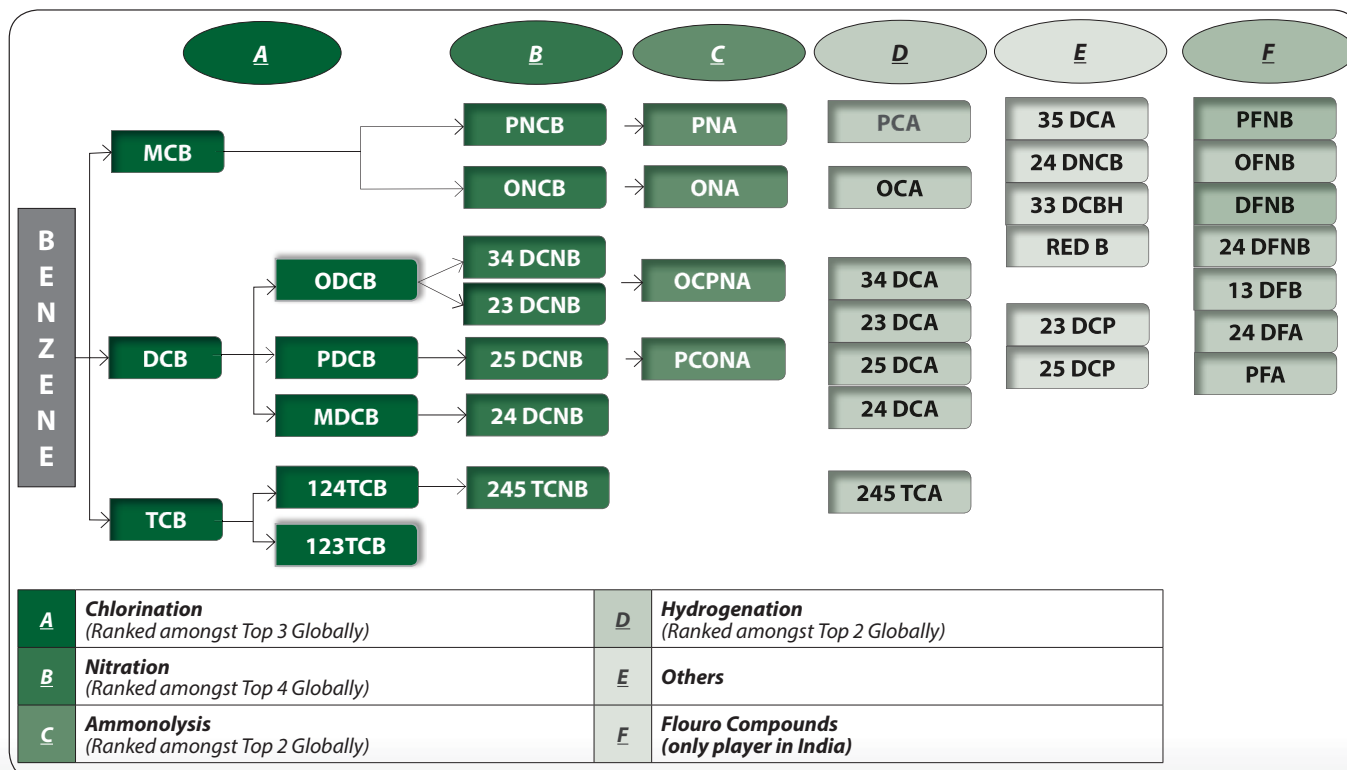 A
B
C
D
E
F
BENZENE
MCB
DCB
TCB
ODCB
PDCB
MDCB
124TCB
123TCB
PNCB
ONCB
34 DCNB
23 DCNB
25 DCNB
24 DCNB
245 TCNB
PNA
ONA
OCPNA
PCONA
PCA
OCA
34 DCA
23 DCA
25 DCA
24 DCA
245 TCA
35 DCA
24 DNCB
33 DCBH
RED B
23 DCP
25 DCP
PFNB
OFNB
DFNB
24 DFNB
13 DFB
24 DFA
PFA
A
Chlorination
(Ranked amongst Top 3 Globally)
B
Nitration
(Ranked amongst Top 4 Globally)
C
Ammonolysis
(Ranked amongst Top 2 Globally)
D
Hydrogenation
(Ranked amongst Top 2 Globally)
E
Others
F
Flouro Compounds
(only player in India)